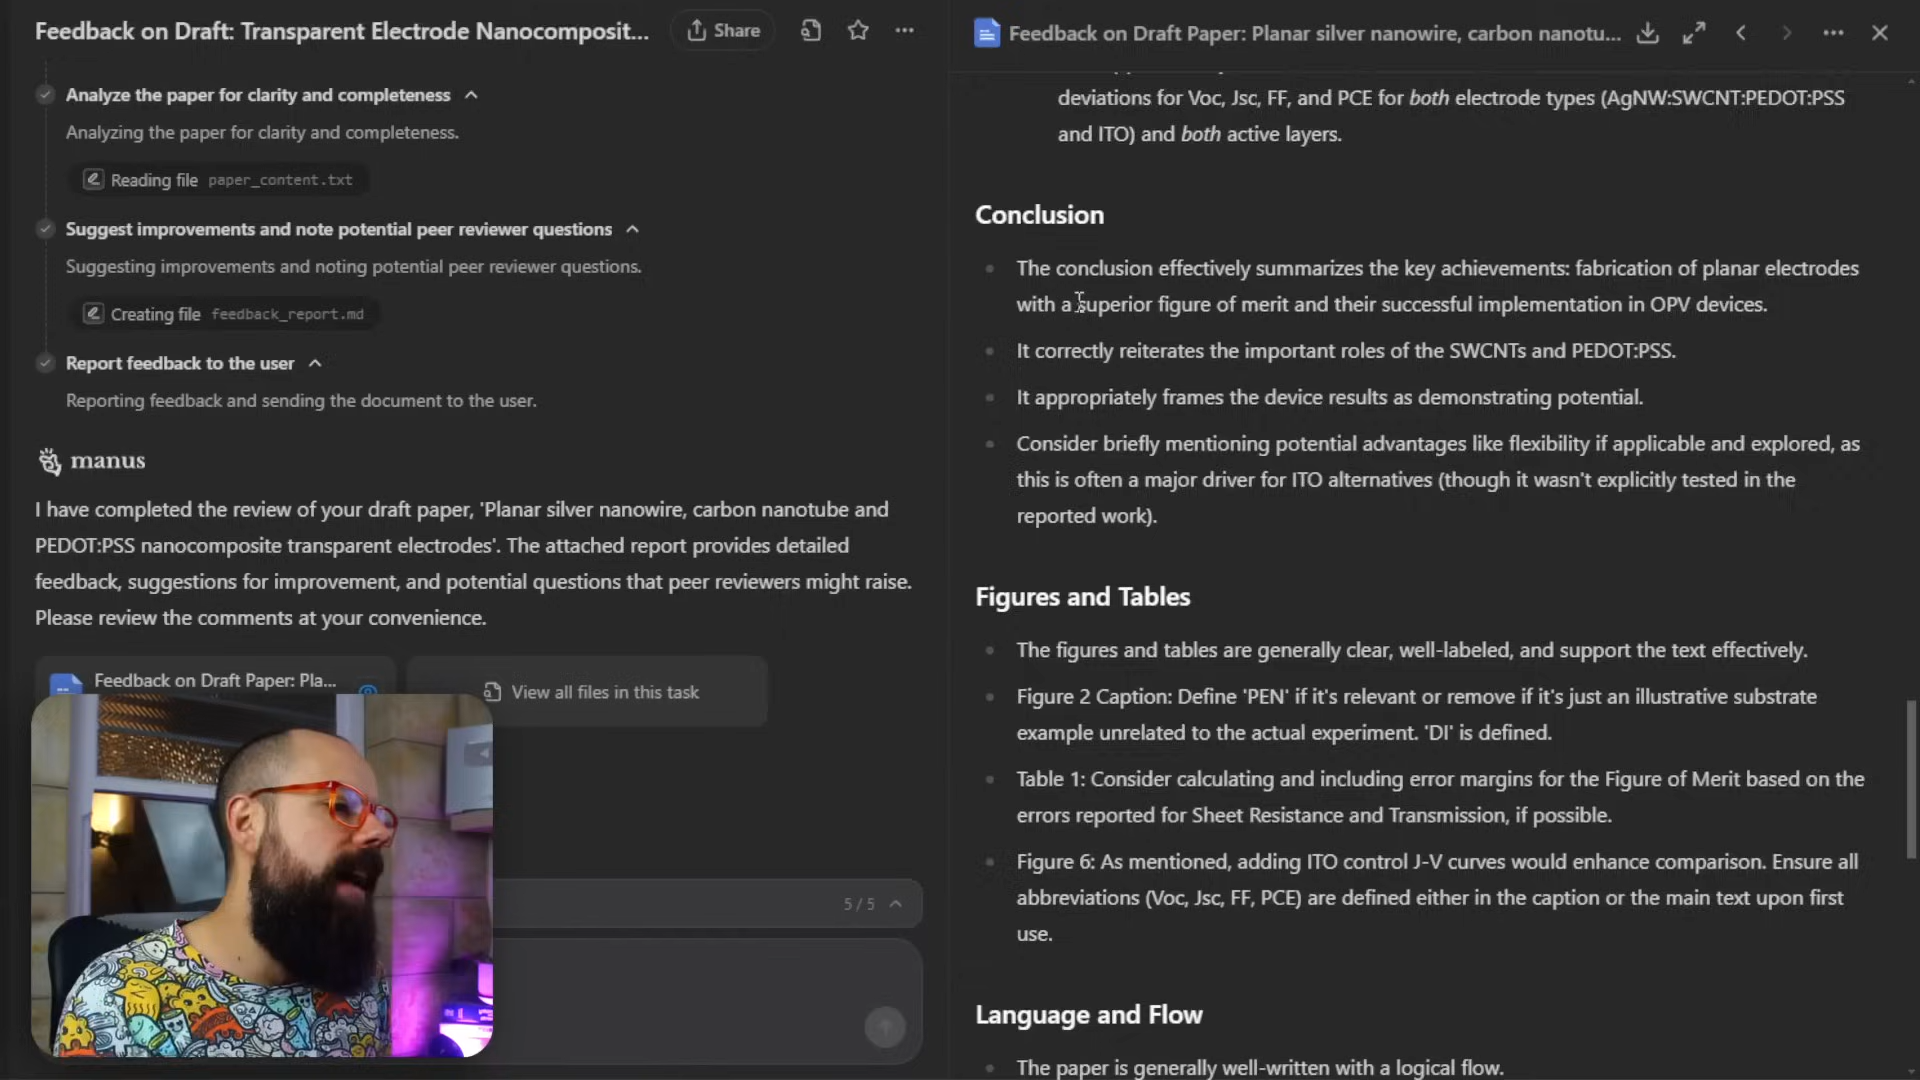 Feedback on Draft: Transparent Electrode Nanocomposit...
Share
Analyze the paper for clarity and completeness
Analyzing the paper for clarity and completeness.
Reading file paper_content.txt
Suggest improvements and note potential peer reviewer questions
Suggesting improvements and noting potential peer reviewer questions.
Creating file feedback_report.md
Report feedback to the user
Reporting feedback and sending the document to the user.
manus
I have completed the review of your draft paper, 'Planar silver nanowire, carbon nanotube and
PEDOT:PSS nanocomposite transparent electrodes'. The attached report provides detailed
feedback, suggestions for improvement, and potential questions that peer reviewers might raise.
Please review the comments at your convenience.
Feedback on Draft Paper: Pla...
View all files in this task
5 / 5
Feedback on Draft Paper: Planar silver nanowire, carbon nanotu...
deviations for Voc, Jsc, FF, and PCE for both electrode types (AgNW:SWCNT:PEDOT:PSS
and ITO) and both active layers.
Conclusion
The conclusion effectively summarizes the key achievements: fabrication of planar electrodes
with a superior figure of merit and their successful implementation in OPV devices.
It correctly reiterates the important roles of the SWCNTs and PEDOT:PSS.
It appropriately frames the device results as demonstrating potential.
Consider briefly mentioning potential advantages like flexibility if applicable and explored, as
this is often a major driver for ITO alternatives (though it wasn't explicitly tested in the
reported work).
Figures and Tables
The figures and tables are generally clear, well-labeled, and support the text effectively.
Figure 2 Caption: Define 'PEN' if it's relevant or remove if it's just an illustrative substrate
example unrelated to the actual experiment. 'DI' is defined.
Table 1: Consider calculating and including error margins for the Figure of Merit based on the
errors reported for Sheet Resistance and Transmission, if possible.
Figure 6: As mentioned, adding ITO control J-V curves would enhance comparison. Ensure all
abbreviations (Voc, Jsc, FF, PCE) are defined either in the caption or the main text upon first
use.
Language and Flow
The paper is generally well-written with a logical flow.